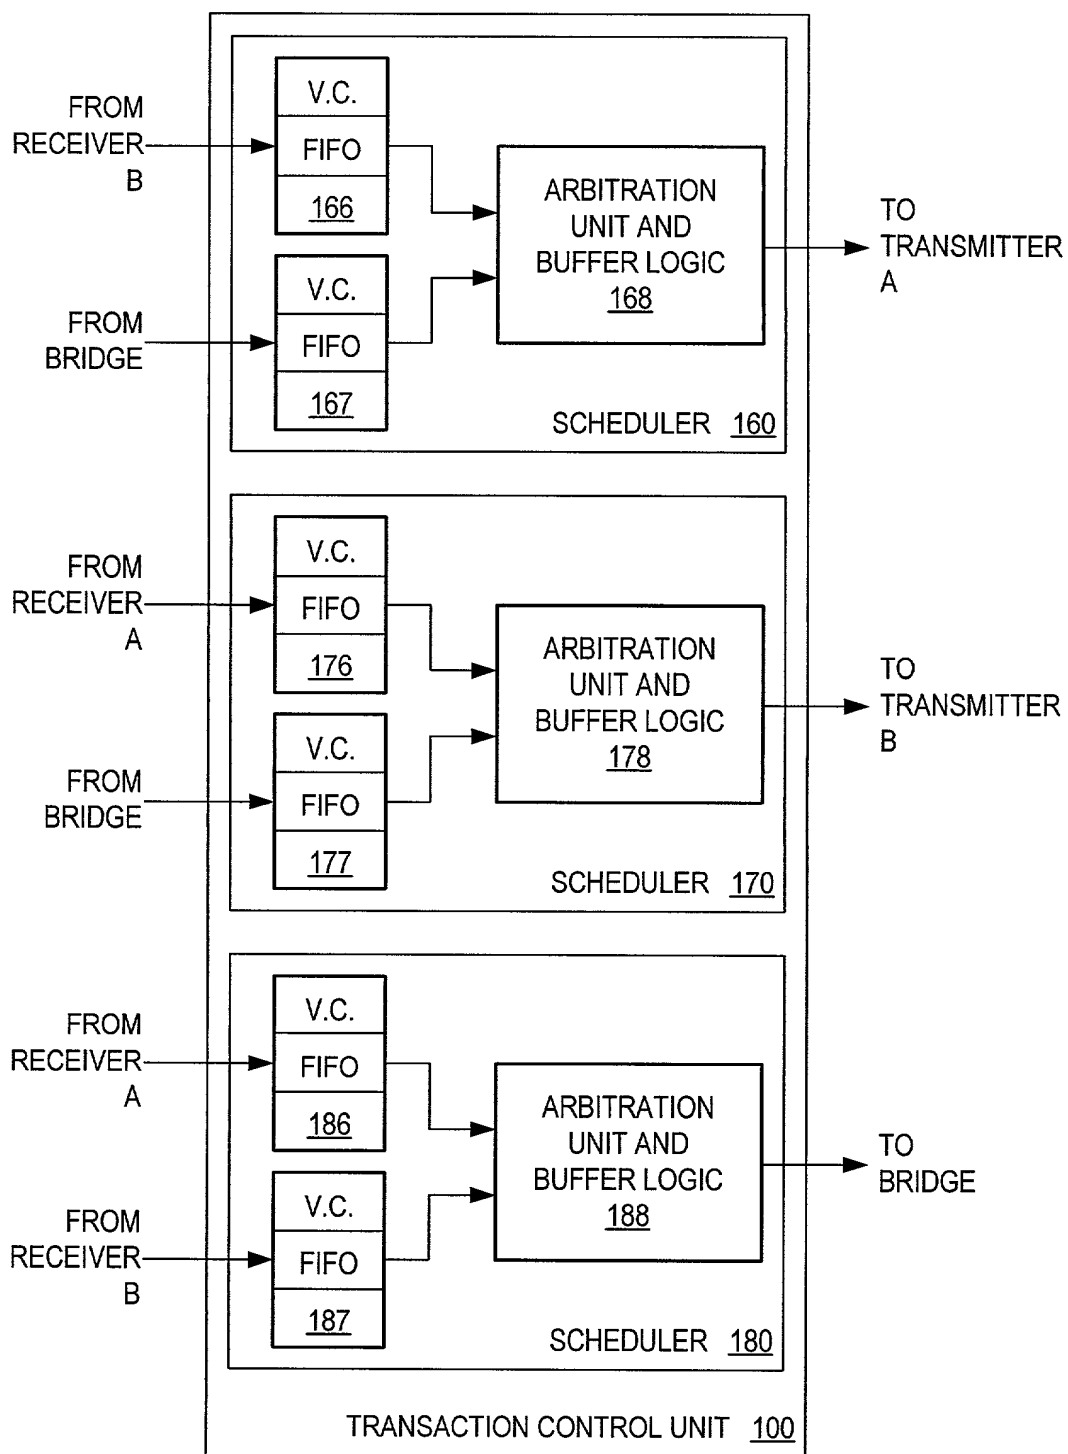 FROM
RECEIVER
B
V.C.
FIFO
166
FROM
BRIDGE
V.C.
FIFO
167
ARBITRATION
UNIT AND
BUFFER LOGIC
168
TO
TRANSMITTER
A
SCHEDULER 160
FROM
RECEIVER
A
V.C.
FIFO
176
FROM
BRIDGE
V.C.
FIFO
177
ARBITRATION
UNIT AND
BUFFER LOGIC
178
TO
TRANSMITTER
B
SCHEDULER 170
FROM
RECEIVER
A
V.C.
FIFO
186
FROM
RECEIVER
B
V.C.
FIFO
187
ARBITRATION
UNIT AND
BUFFER LOGIC
188
TO
BRIDGE
SCHEDULER 180
TRANSACTION CONTROL UNIT 100